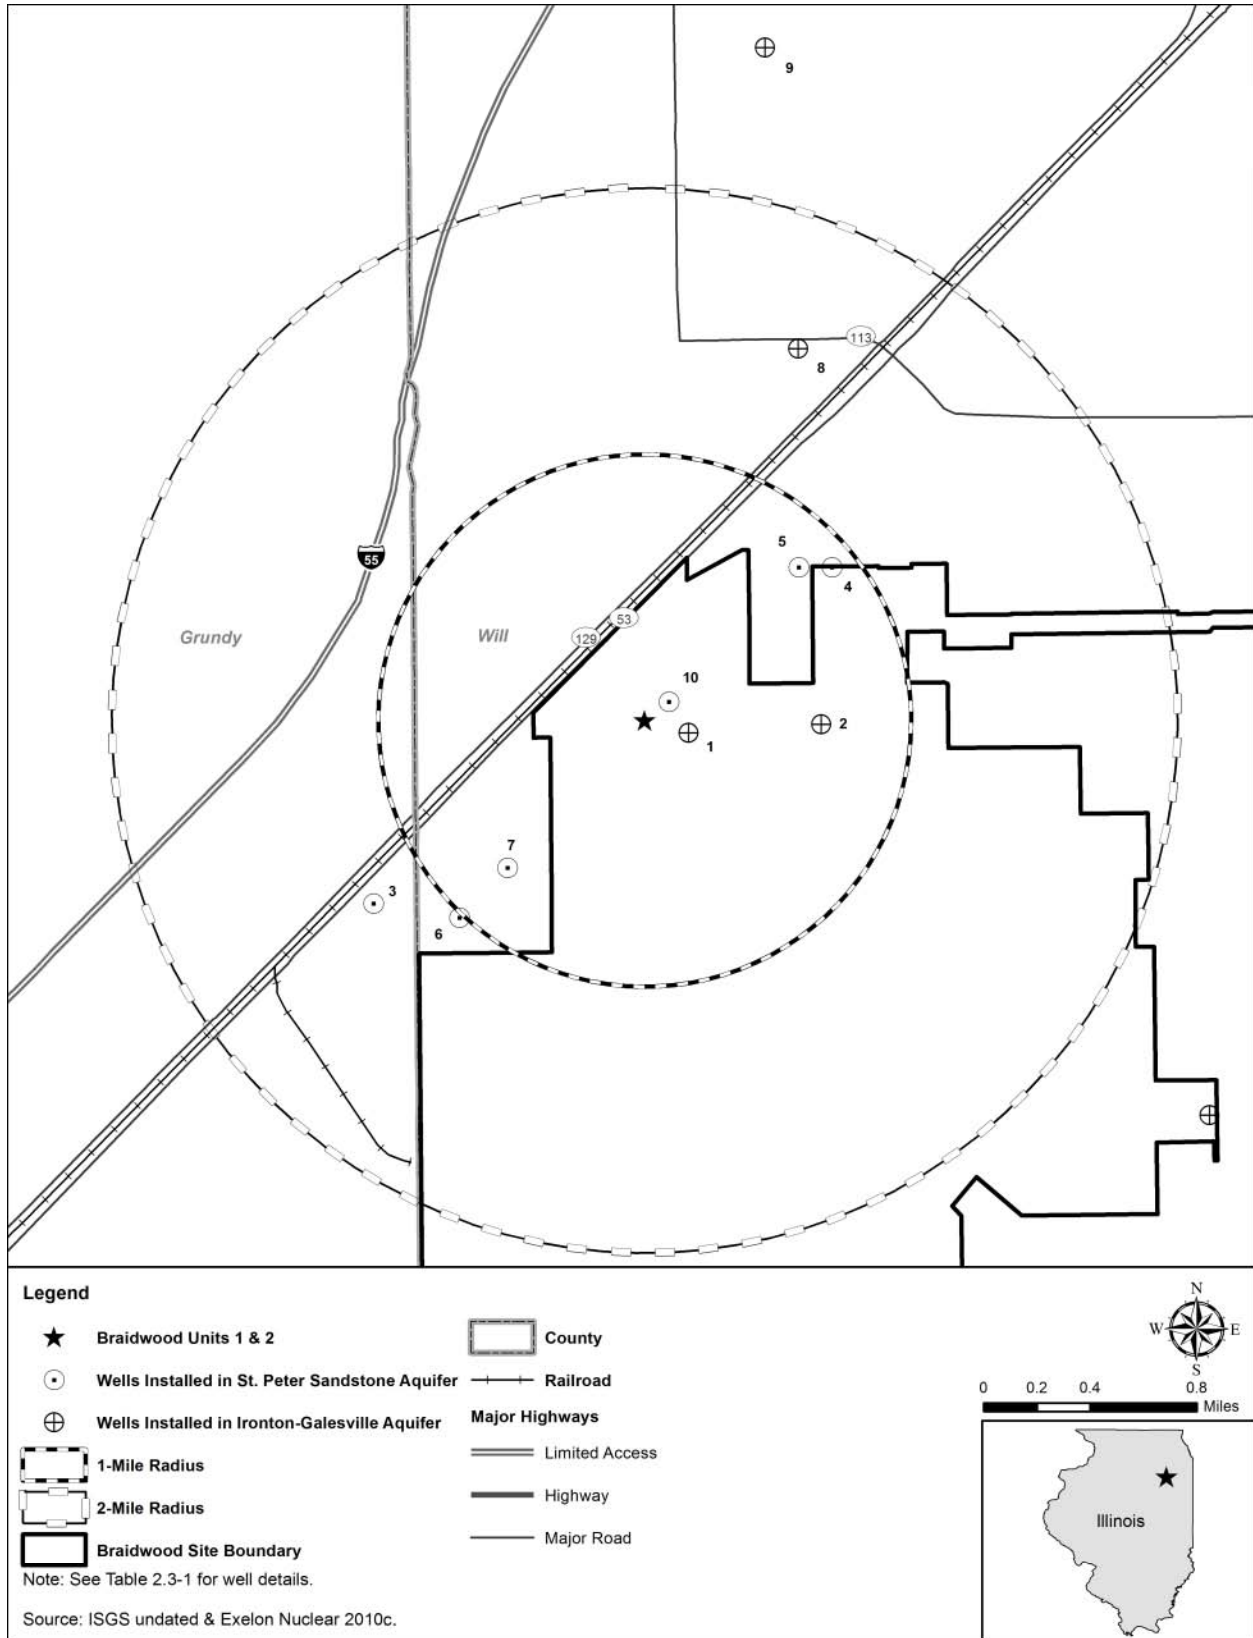 9
113
8
5
4
55
Grundy
Will
53
129
10
2
1
7
3
6
Legend
Braidwood Units 1 & 2
Wells Installed in St. Peter Sandstone Aquifer
Wells Installed in Ironton-Galesville Aquifer
1-Mile Radius
2-Mile Radius
Braidwood Site Boundary
Note: See Table 2.3-1 for well details.
Source: ISGS undated & Exelon Nuclear 2010c.
County
Railroad
Major Highways
Limited Access
Highway
Major Road
N
W E
S
0 0.2 0.4 0.8
Miles
Illinois